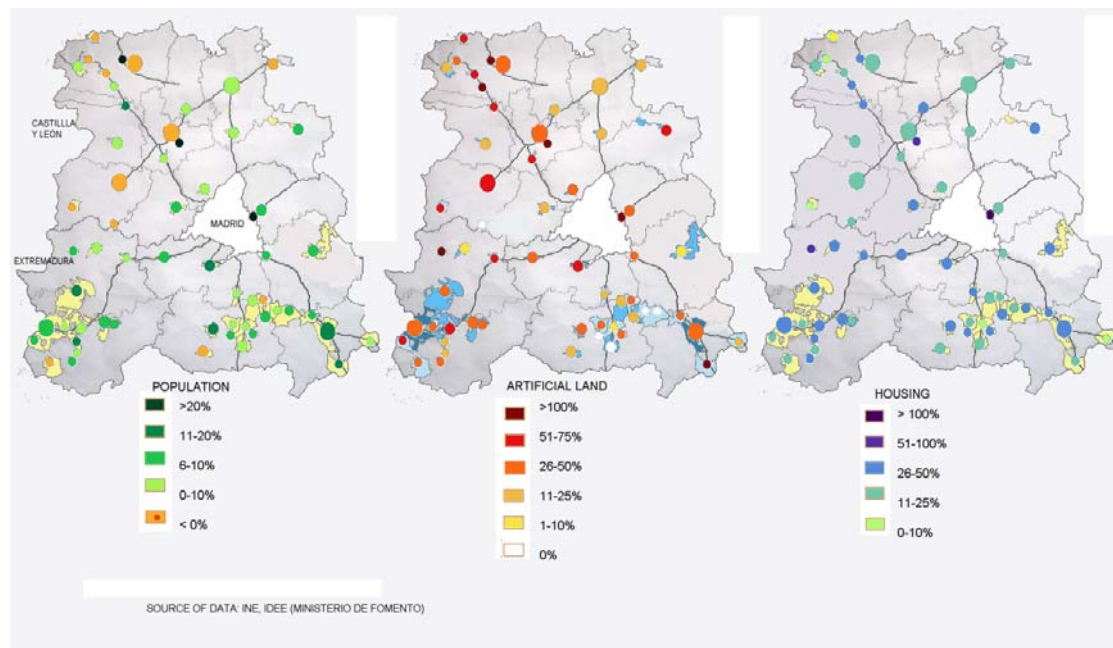 CASTILLLA
Y LEON
MADRID
EXTREMADURA
POPULATION
>20%
11-20%
6-10%
0-10%
< 0%
ARTIFICIAL LAND
>100%
51-75%
26-50%
11-25%
1-10%
0%
HOUSING
> 100%
51-100%
26-50%
11-25%
0-10%
SOURCE OF DATA: INE, IDEE (MINISTERIO DE FOMENTO)